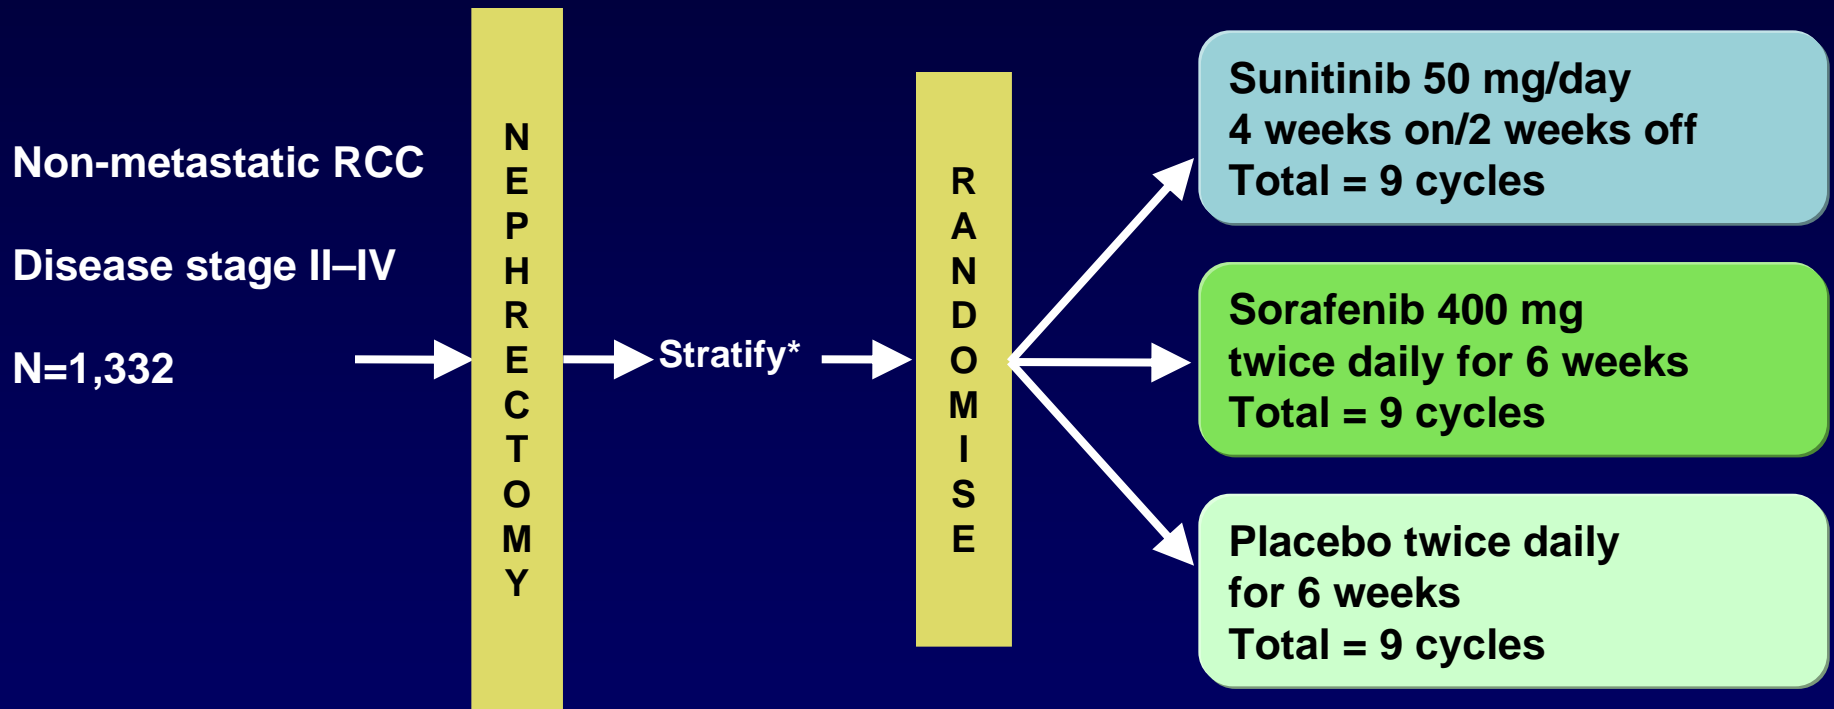 Non-metastatic RCC
Disease stage II–IV
N=1,332
NEPHRECTOMY
Stratify*
RANDOMISE
Sunitinib 50 mg/day
4 weeks on/2 weeks off
Total = 9 cycles
Sorafenib 400 mg
twice daily for 6 weeks
Total = 9 cycles
Placebo twice daily
for 6 weeks
Total = 9 cycles